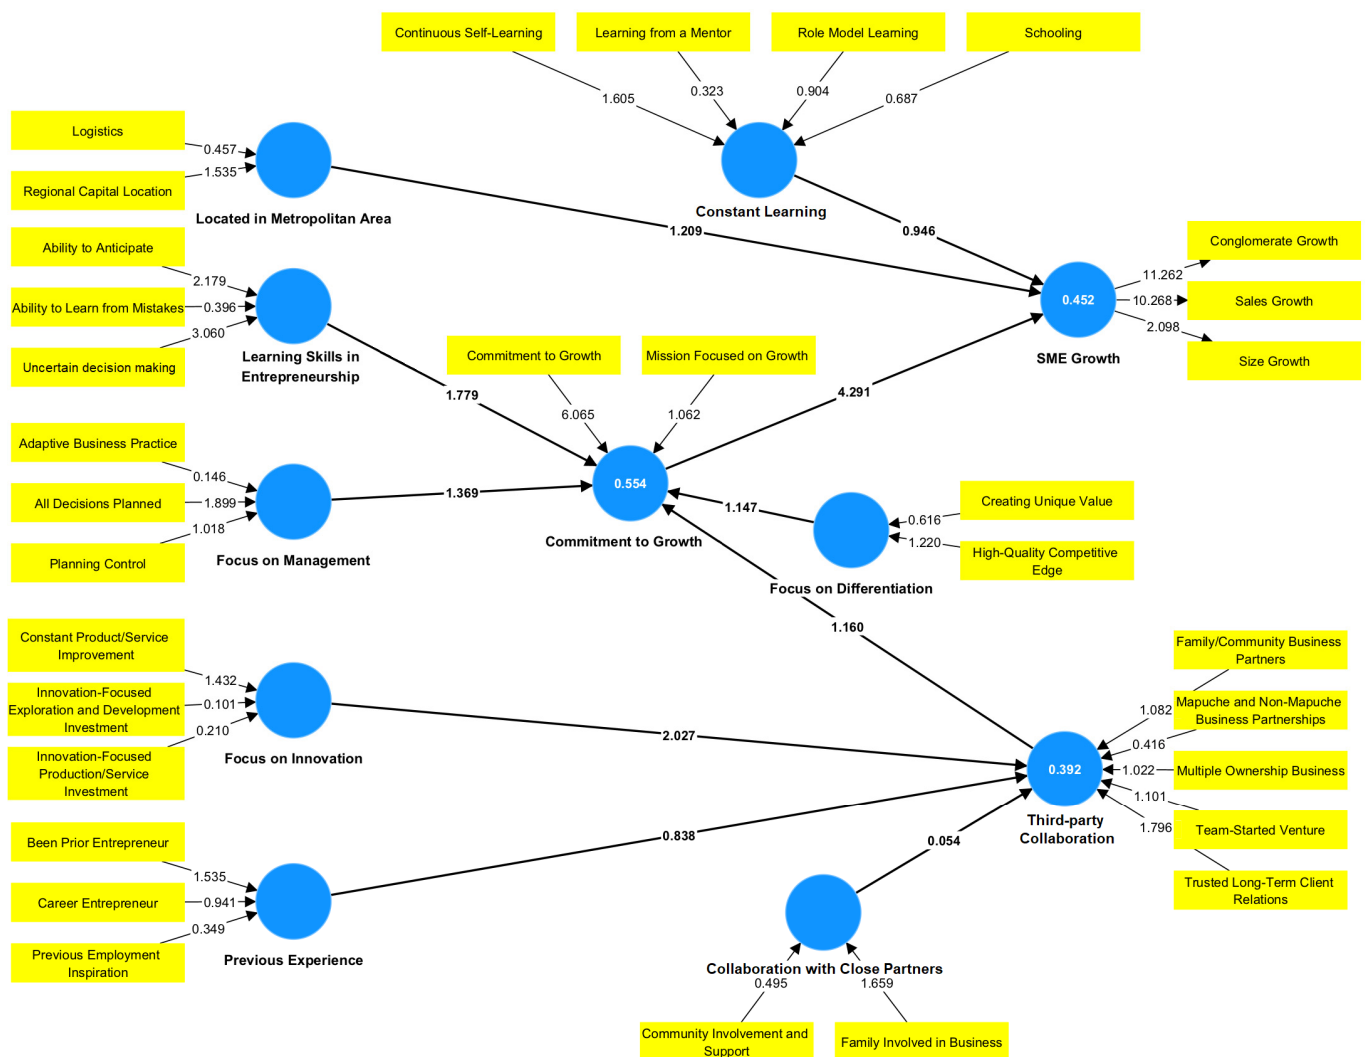 Continuous Self-Learning
Learning from a Mentor
Role Model Learning
Schooling
1.605
0.323
0.904
0.687
Logistics
0.457
1.535
Regional Capital Location
Located in Metropolitan Area
Constant Learning
1.209
0.946
Ability to Anticipate
2.179
Ability to Learn from Mistakes
0.396
3.060
Uncertain decision making
Learning Skills in
Entrepreneurship
0.452
SME Growth
11.262
10.268
2.098
Conglomerate Growth
Sales Growth
Size Growth
Commitment to Growth
Mission Focused on Growth
6.065
1.062
1.779
4.291
Adaptive Business Practice
0.146
All Decisions Planned
1.899
1.018
Planning Control
Focus on Management
1.369
0.554
Commitment to Growth
1.147
Focus on Differentiation
0.616
1.220
Creating Unique Value
High-Quality Competitive
Edge
1.160
Constant Product/Service
Improvement
1.432
Innovation-Focused
Exploration and Development
Investment
0.101
0.210
Innovation-Focused
Production/Service
Investment
Focus on Innovation
2.027
Family/Community Business
Partners
1.082
Mapuche and Non-Mapuche
Business Partnerships
0.416
1.022
Multiple Ownership Business
1.101
Team-Started Venture
1.796
Trusted Long-Term Client
Relations
0.392
Third-party
Collaboration
Been Prior Entrepreneur
1.535
Career Entrepreneur
0.941
0.349
Previous Employment
Inspiration
Previous Experience
0.838
0.054
Collaboration with Close Partners
0.495
1.659
Community Involvement and
Support
Family Involved in Business